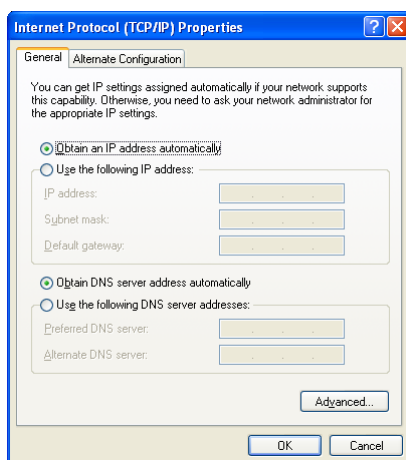 Internet Protocol (TCP/IP) Properties
General
Alternate Configuration
You can get IP settings assigned automatically if your network supports
this capability. Otherwise, you need to ask your network administrator for
the appropriate IP settings.
Obtain an IP address automatically
Use the following IP address:
IP address:
Subnet mask:
Default gateway:
Obtain DNS server address automatically
Use the following DNS server addresses:
Preferred DNS server:
Alternate DNS server:
Advanced...
OK
Cancel